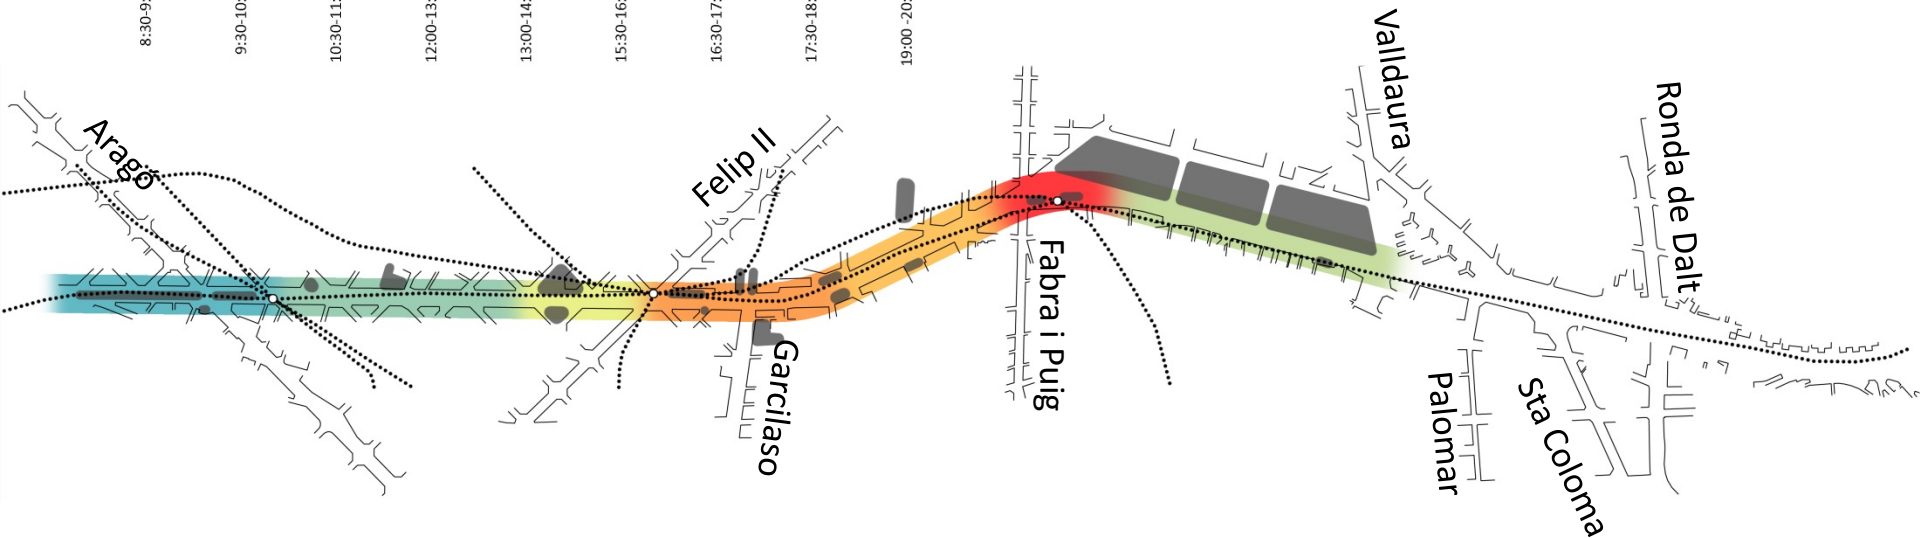 8:30-9:
9:30-10:
10:30-11:
12:00-13:
13:00-14:
15:30-16:
16:30-17:
17:30-18:
19:00 -20:
Aragó
Felip II
Garcilaso
Fabra i Puig
Valldaura
Palomar
Sta Coloma
Ronda de Dalt